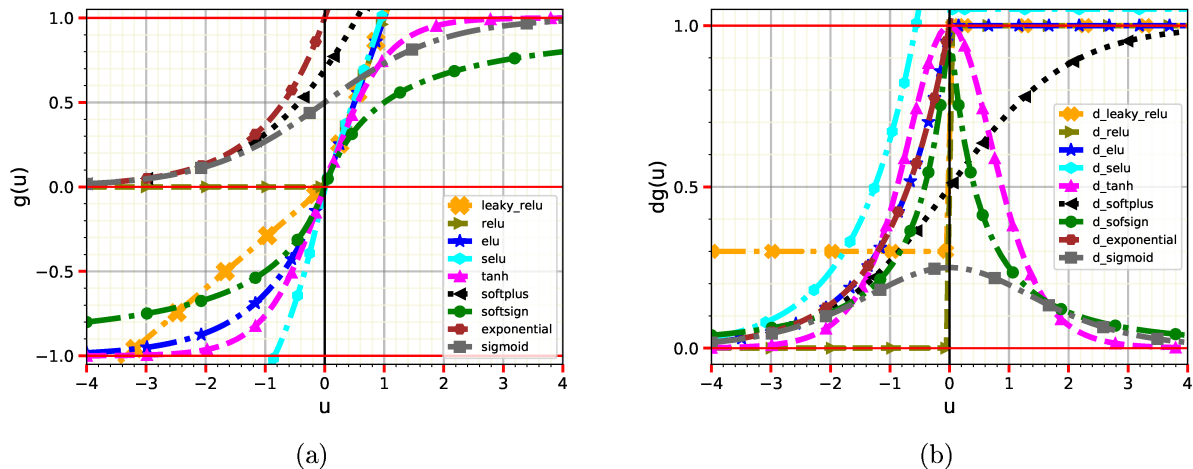 1.0
0.5
0.0
−0.5
−1.0
g(u)
leaky_relu
relu
elu
selu
tanh
softplus
softsign
exponential
sigmoid
−4 −3 −2 −1 0 1 2 3 4
u
(a)
1.0
0.5
0.0
dg(u)
d_leaky_relu
d_relu
d_elu
d_selu
d_tanh
d_softplus
d_sofsign
d_exponential
d_sigmoid
−4 −3 −2 −1 0 1 2 3 4
u
(b)